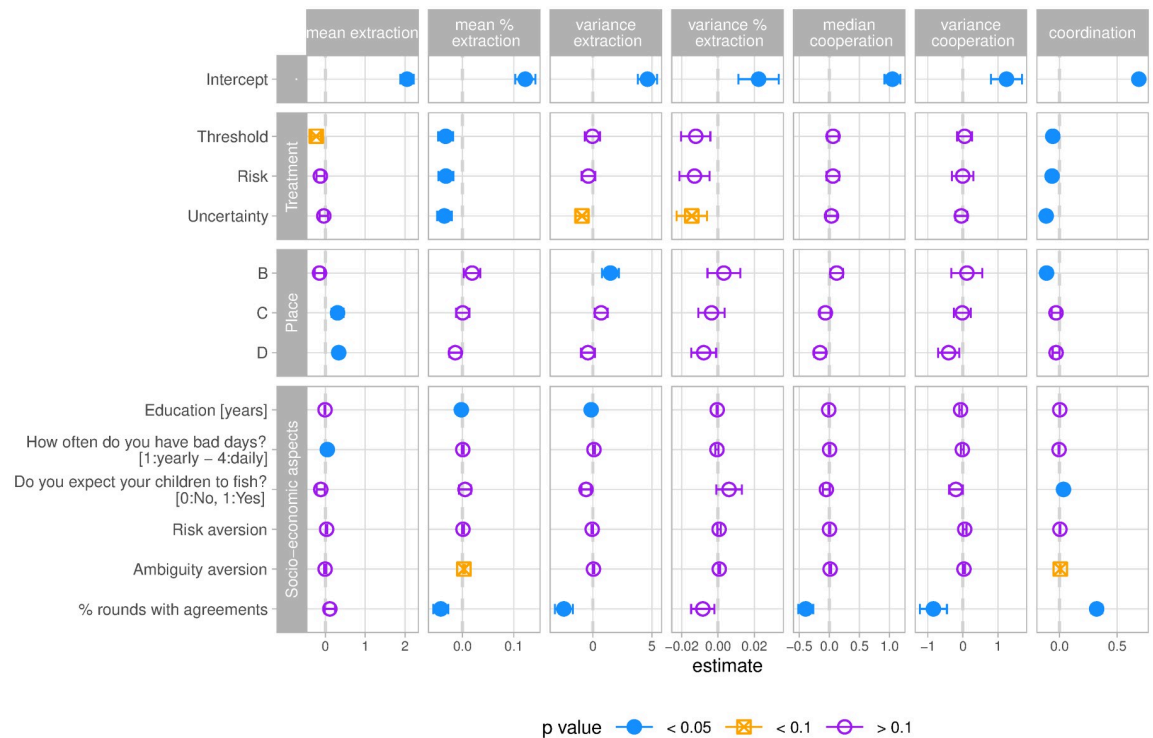 mean extraction
mean %
extraction
variance
extraction
variance %
extraction
median
cooperation
variance
cooperation
coordination
Intercept
.
Treatment
Threshold
Risk
Uncertainty
Place
B
C
D
Socio−economic aspects
Education [years]
How often do you have bad days?
[1:yearly − 4:daily]
Do you expect your children to fish?
[0:No, 1:Yes]
Risk aversion
Ambiguity aversion
% rounds with agreements
0 1 2
0.0 0.1
0 5
−0.02 0.00 0.02
−0.5 0.0 0.5 1.0
−1 0 1
0.0 0.5
estimate
p value < 0.05 < 0.1 > 0.1